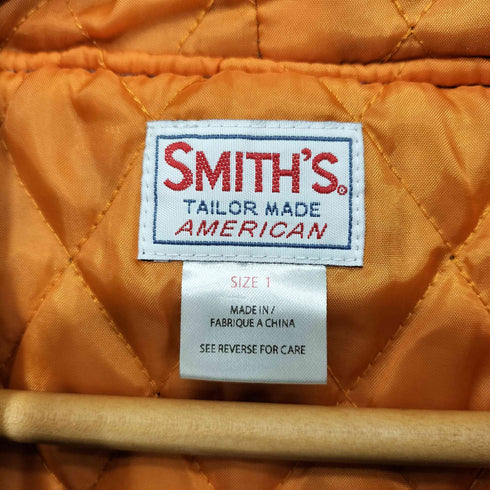 SMITH'S®
TAILOR MADE
AMERICAN
SIZE 1
MADE IN /
FABRIQUE A CHINA
SEE REVERSE FOR CARE